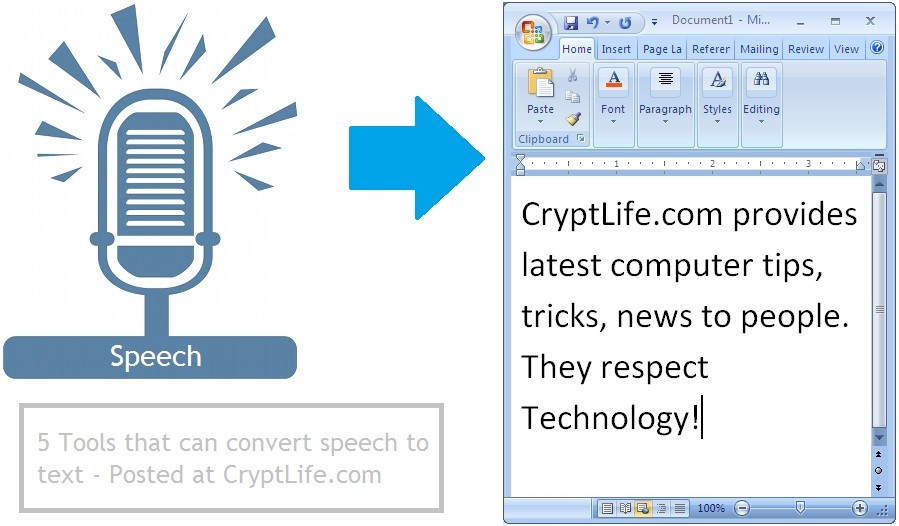 Speech
5 Tools that can convert speech to
text - Posted at CryptLife.com
Document1 - Mi...
Home Insert Page La Referer Mailing Review View
Paste Font Paragraph Styles Editing
Clipboard
1 2 3
CryptLife.com provides
latest computer tips,
tricks, news to people.
They respect
Technology!
100%